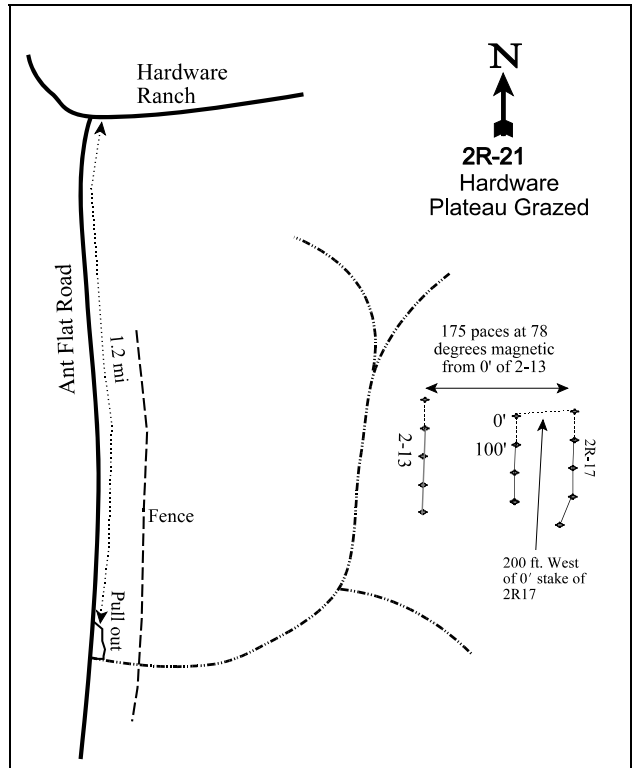 Hardware
Ranch
N
2R-21
Hardware
Plateau Grazed
Ant Flat Road
1.2 mi
175 paces at 78
degrees magnetic
from 0' of 2-13
2-13
0'
100'
2R-17
Fence
200 ft. West
of 0' stake of
2R17
Pull out